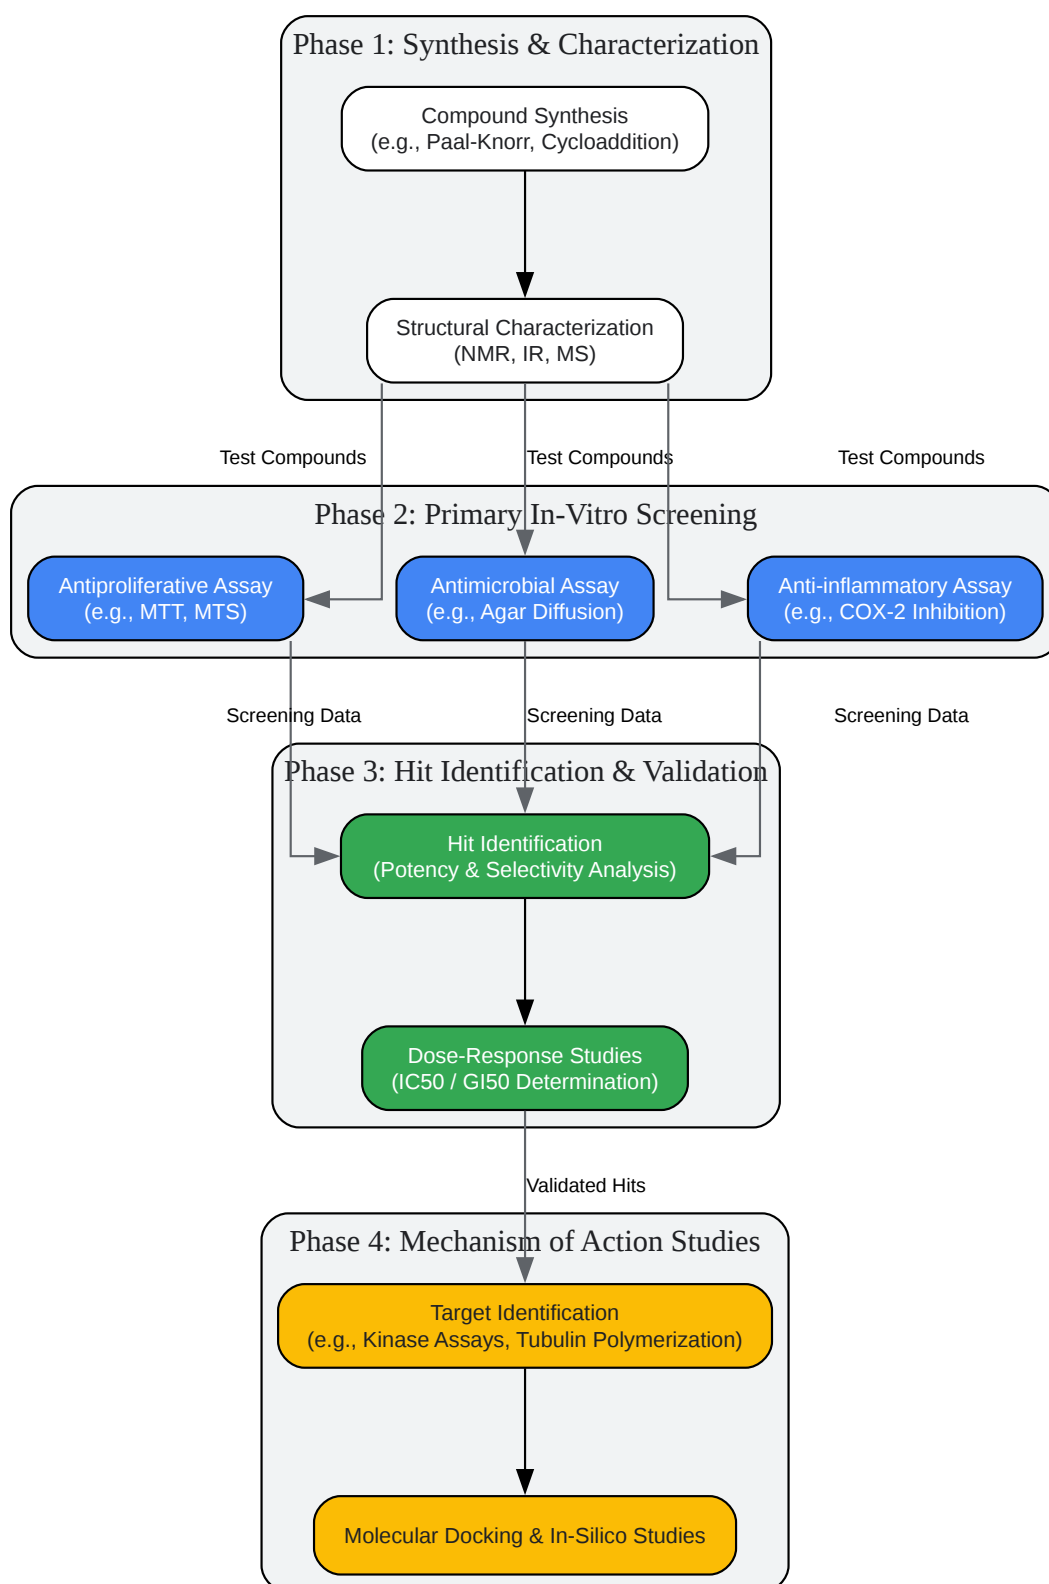 Phase 1: Synthesis & Characterization
Compound Synthesis
(e.g., Paal-Knorr, Cycloaddition)
Structural Characterization
(NMR, IR, MS)
Test Compounds
Test Compounds
Test Compounds
Phase 2: Primary In-Vitro Screening
Antiproliferative Assay
(e.g., MTT, MTS)
Antimicrobial Assay
(e.g., Agar Diffusion)
Anti-inflammatory Assay
(e.g., COX-2 Inhibition)
Screening Data
Screening Data
Screening Data
Phase 3: Hit Identification & Validation
Hit Identification
(Potency & Selectivity Analysis)
Dose-Response Studies
(IC50 / GI50 Determination)
Validated Hits
Phase 4: Mechanism of Action Studies
Target Identification
(e.g., Kinase Assays, Tubulin Polymerization)
Molecular Docking & In-Silico Studies